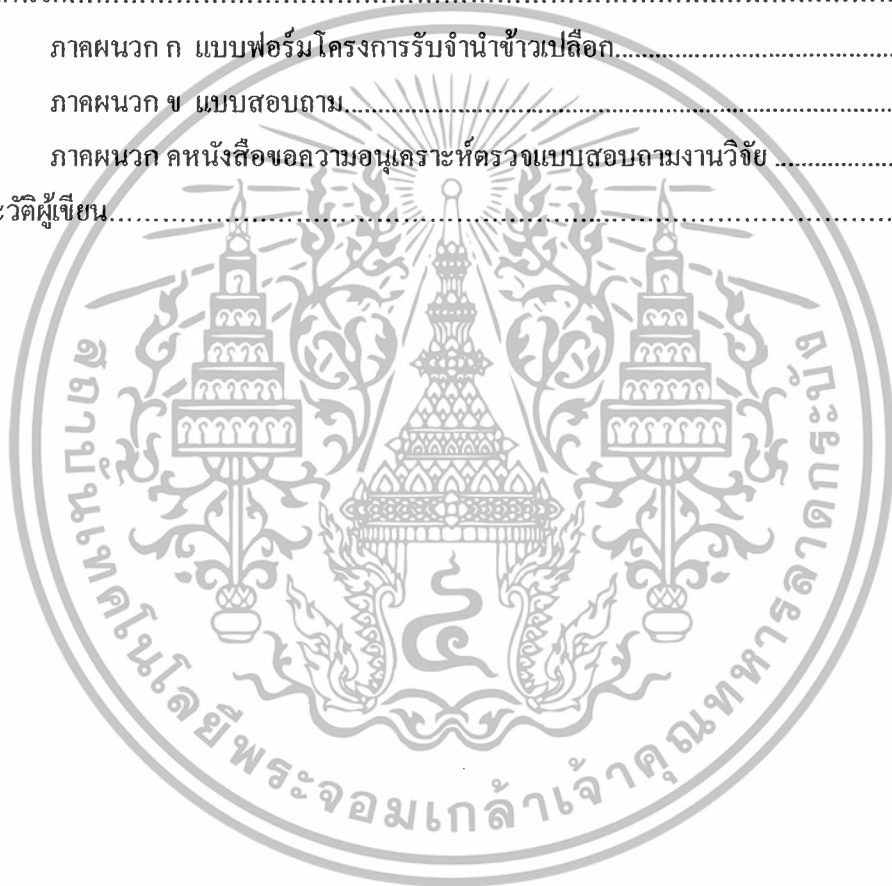 ภาคผนวก ก แบบฟอร์มโครงการรับจำนำข้าวเปลือก
ภาคผนวก ข แบบสอบถาม
ภาคผนวก คหนังสือขอความอนุเคราะห์ตรวจแบบสอบถามงานวิจัย
ะวัติผู้เขียน
สถาบันเทคโนโลยีพระจอมเกล้าเจ้าคุณทหารลาดกระบัง
๔